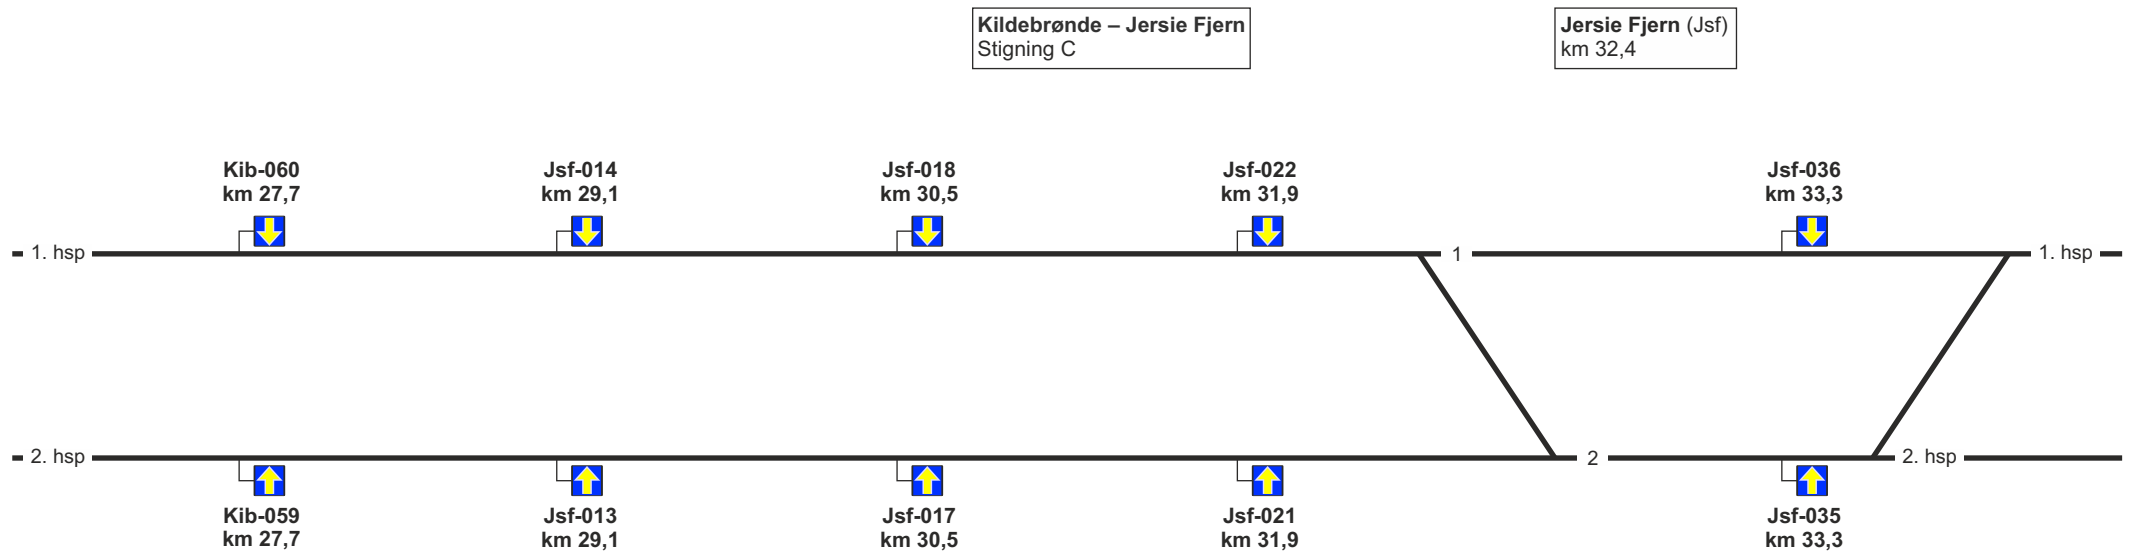 Kildebrønde – Jersie Fjern
Stigning C
Jersie Fjern (Jsf)
km 32,4
Kib-060
km 27,7
Jsf-014
km 29,1
Jsf-018
km 30,5
Jsf-022
km 31,9
Jsf-036
km 33,3
1. hsp
1
1. hsp
2. hsp
2
2. hsp
Kib-059
km 27,7
Jsf-013
km 29,1
Jsf-017
km 30,5
Jsf-021
km 31,9
Jsf-035
km 33,3